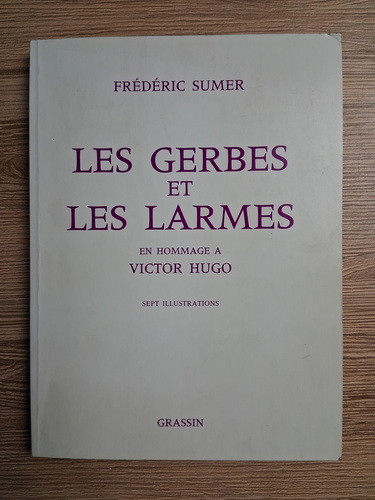 FRÉDÉRIC SUMER
LES GERBES
ET
LES LARMES
EN HOMMAGE A
VICTOR HUGO
SEPT ILLUSTRATIONS
GRASSIN